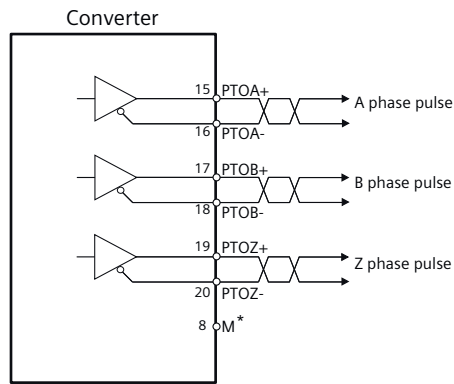 Converter
15 PTOA+
16 PTOA-
A phase pulse
17 PTOB+
18 PTOB-
B phase pulse
19 PTOZ+
20 PTOZ-
Z phase pulse
8 M*